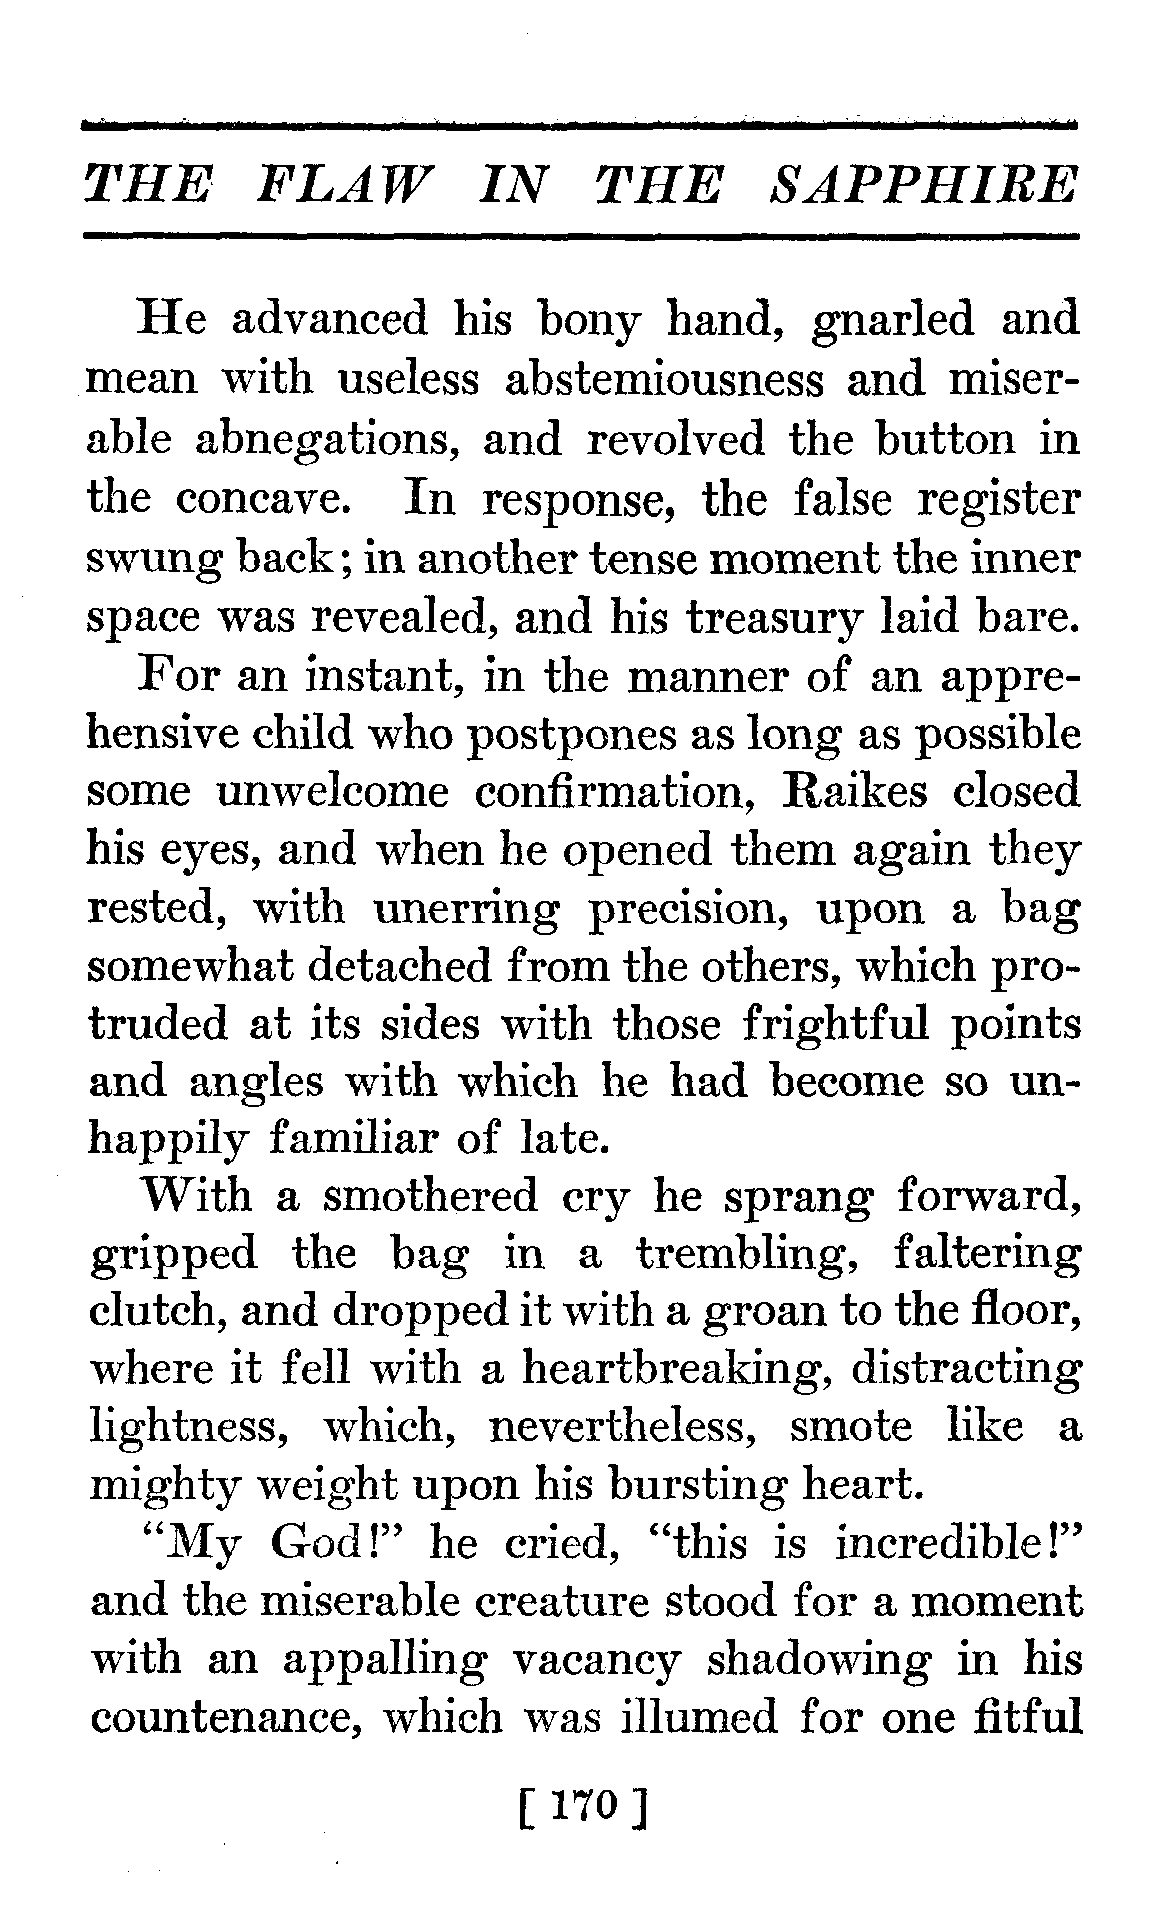 THE FLAW IN THE SAPPHIRE
He advanced his bony hand, gnarled and
mean with useless abstemiousness and miser-
able abnegations, and revolved the button in
the concave. In response, the false register
swung back; in another tense moment the inner
space was revealed, and his treasury laid bare.
For an instant, in the manner of an appre-
hensive child who postpones as long as possible
some unwelcome confirmation, Raikes closed
his eyes, and when he opened them again they
rested, with unerring precision, upon a bag
somewhat detached from the others, which pro-
truded at its sides with those frightful points
and angles with which he had become so un-
happily familiar of late.
With a smothered cry he sprang forward,
gripped the bag in a trembling, faltering
clutch, and dropped it with a groan to the floor,
where it fell with a heartbreaking, distracting
lightness, which, nevertheless, smote like a
mighty weight upon his bursting heart.
“My God!” he cried, “this is incredible!”
and the miserable creature stood for a moment
with an appalling vacancy shadowing in his
countenance, which was illumed for one fitful
[ 170 ]